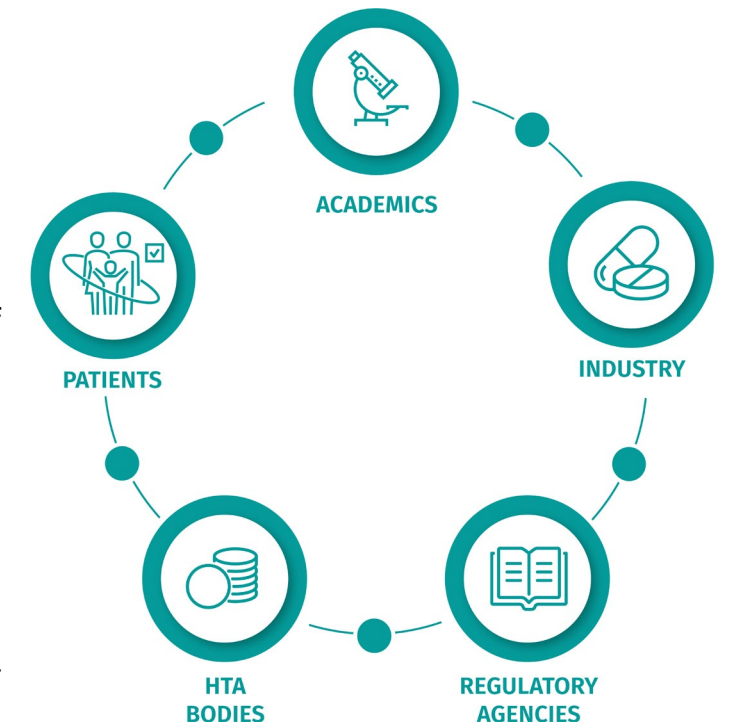 ACADEMICS
INDUSTRY
PATIENTS
HTA
BODIES
REGULATORY
AGENCIES